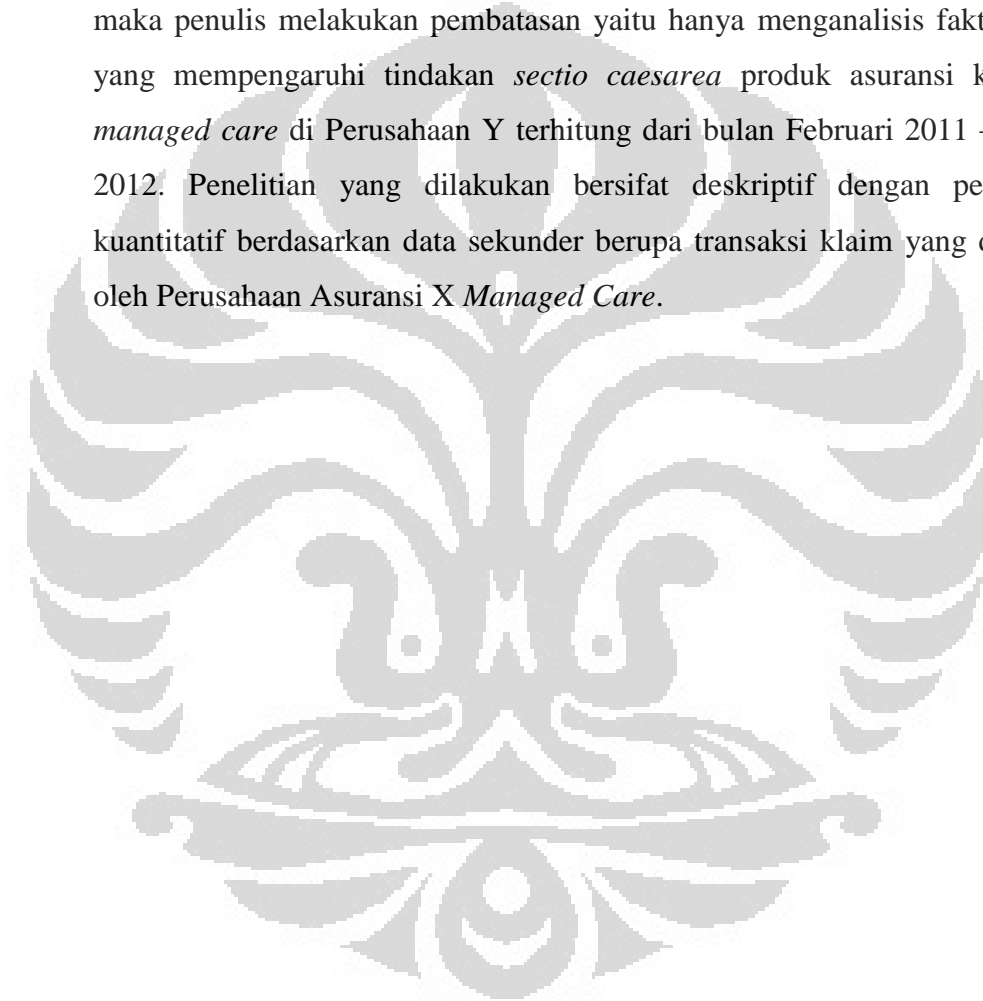 maka penulis melakukan pembatasan yaitu hanya menganalisis
yang mempengaruhi tindakan sectio caesarea produk asuransi
managed care di Perusahaan Y terhitung dari bulan Februari 2011 –
2012. Penelitian yang dilakukan bersifat deskriptif dengan
kuantitatif berdasarkan data sekunder berupa transaksi klaim yang
oleh Perusahaan Asuransi X Managed Care.